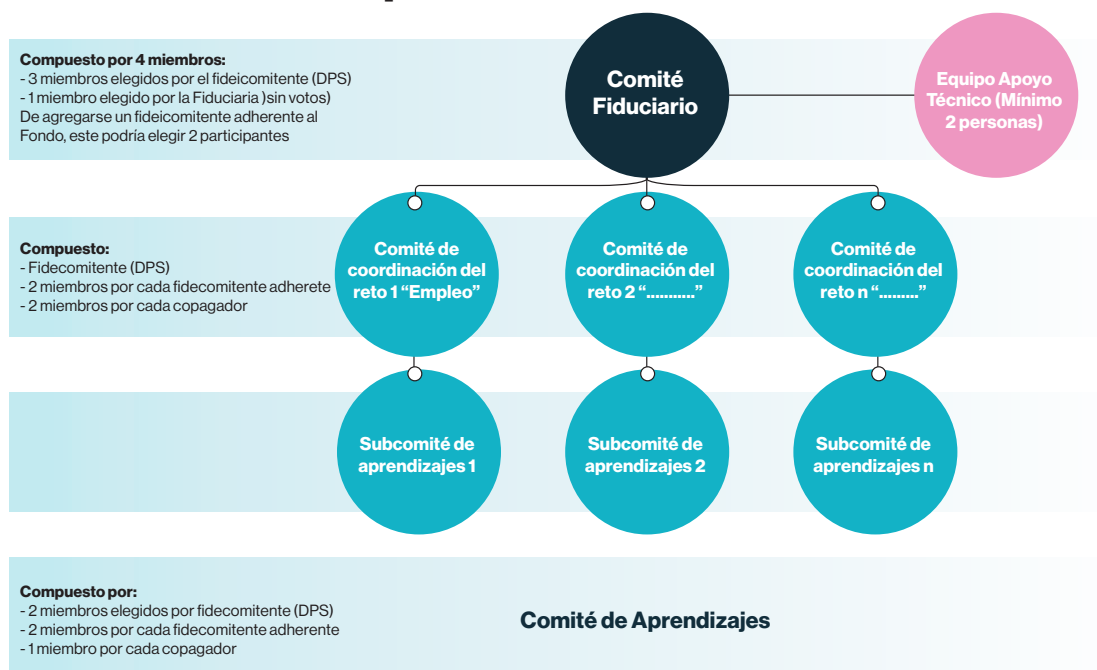 Compuesto por 4 miembros:
- 3 miembros elegidos por el fideicomitente (DPS)
- 1 miembro elegido por la Fiduciaria )sin votos)
De agregarse un fideicomitente adherente al
Fondo, este podría elegir 2 participantes
Comité
Fiduciario
Equipo Apoyo
Técnico (Mínimo
2 personas)
Compuesto:
- Fidecomitente (DPS)
- 2 miembros por cada fidecomitente adherete
- 2 miembros por cada copagador
Comité de
coordinación del
reto 1 “Empleo”
Comité de
coordinación del
reto 2 “...........”
Comité de
coordinación del
reto n “.........”
Subcomité de
aprendizajes 1
Subcomité de
aprendizajes 2
Subcomité de
aprendizajes n
Compuesto por:
- 2 miembros elegidos por fidecomitente (DPS)
- 2 miembros por cada fidecomitente adherente
- 1 miembro por cada copagador
Comité de Aprendizajes